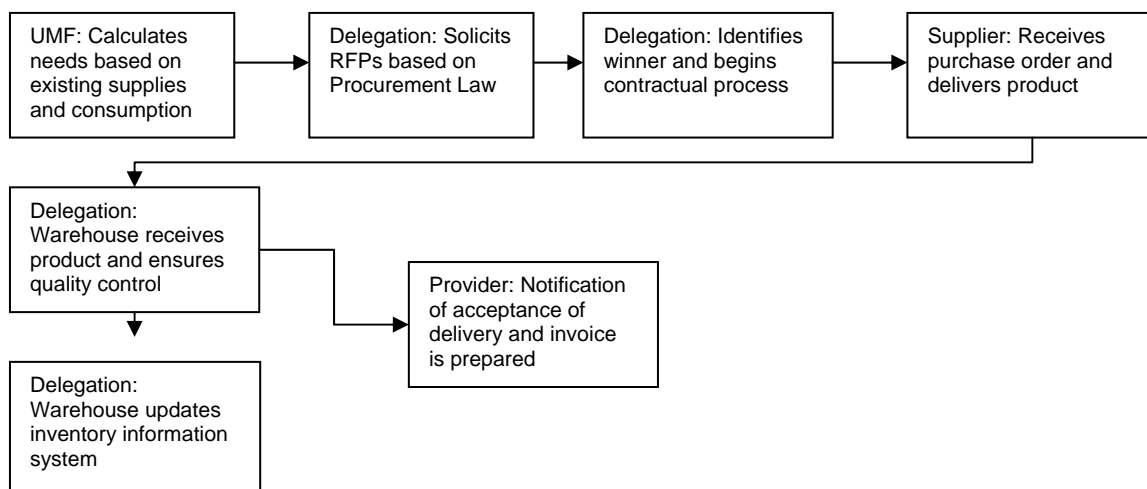 UMF: Calculates
needs based on
existing supplies
and consumption
Delegation: Solicits
RFPs based on
Procurement Law
Delegation: Identifies
winner and begins
contractual process
Supplier: Receives
purchase order and
delivers product
Delegation:
Warehouse receives
product and ensures
quality control
Provider: Notification
of acceptance of
delivery and invoice
is prepared
Delegation:
Warehouse updates
inventory information
system